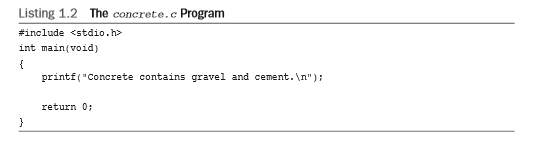 Listing 1.2 The concrete.c Program
#include <stdio.h>
int main(void)
{
    printf("Concrete contains gravel and cement.\n");
    return 0;
}